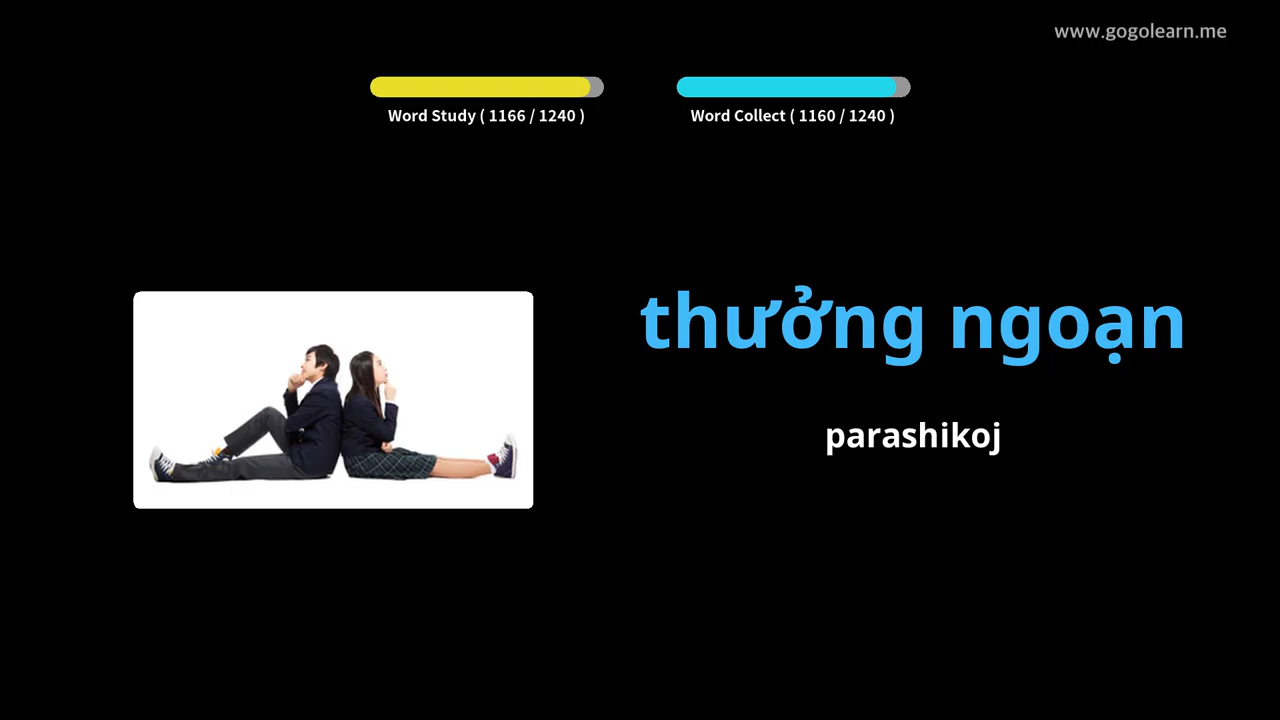 www.gogolearn.me
Word Study ( 1166 / 1240 )
Word Collect ( 1160 / 1240 )
thưởng ngoạn
parashikoj